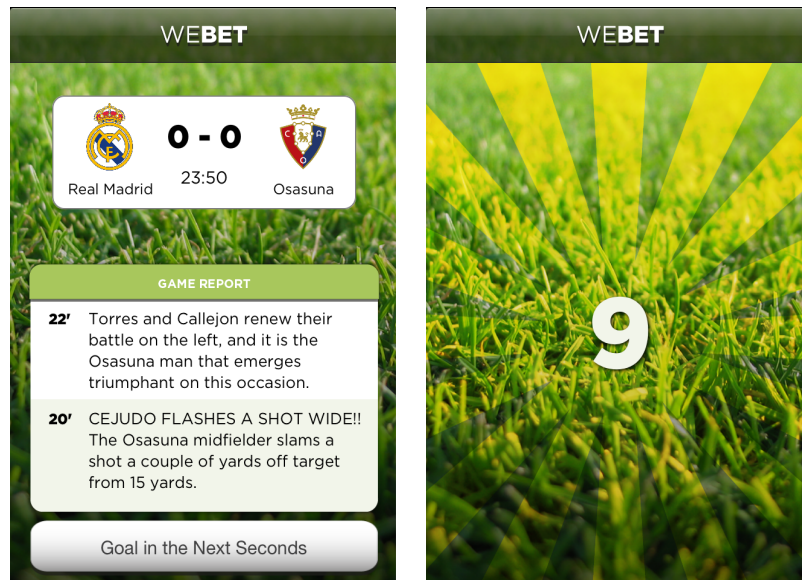 WEBET
0 - 0
23:50
Real Madrid
Osasuna
GAME REPORT
22' Torres and Callejon renew their
battle on the left, and it is the
Osasuna man that emerges
triumphant on this occasion.
20' CEJUDO FLASHES A SHOT WIDE!!
The Osasuna midfielder slams a
shot a couple of yards off target
from 15 yards.
Goal in the Next Seconds
WEBET
9